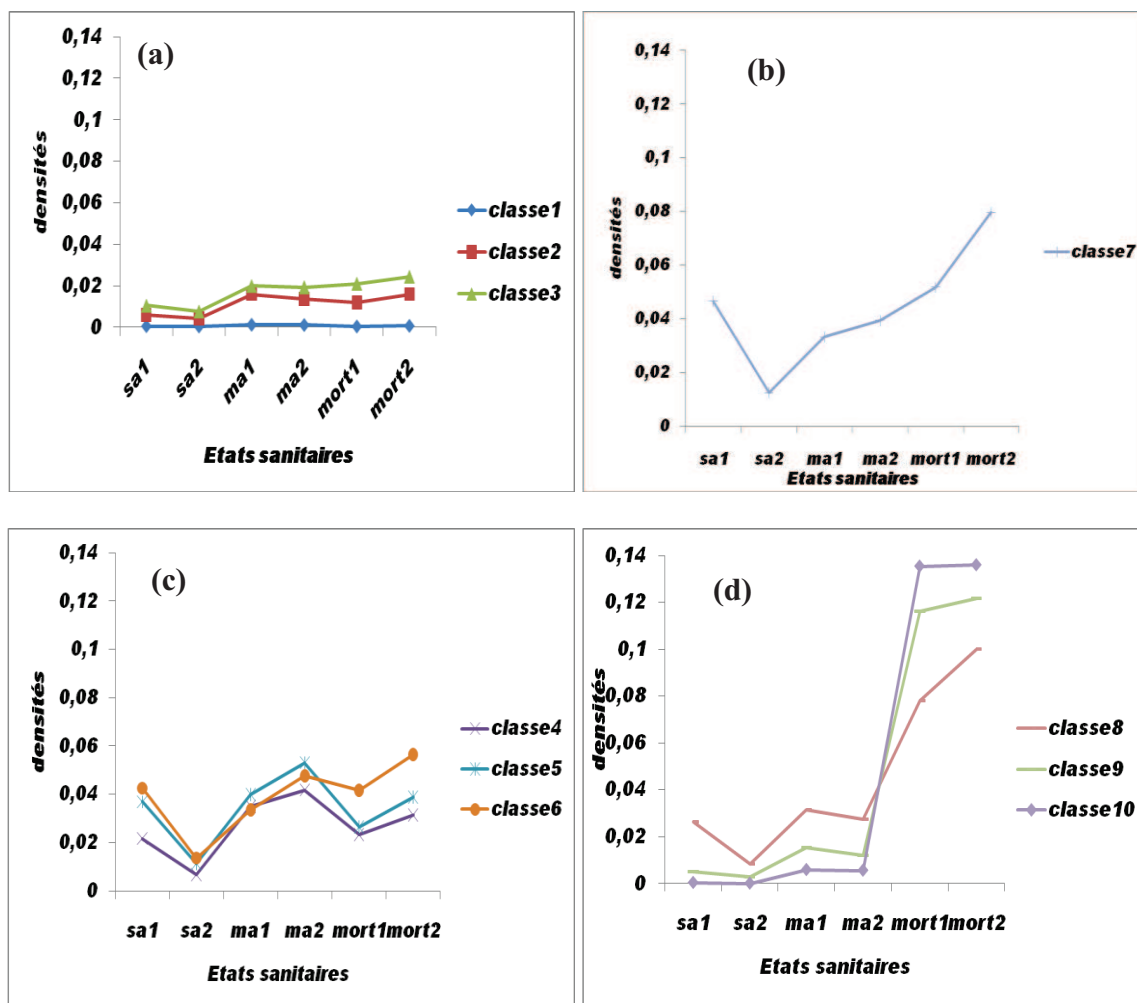 (a)
0,14
0,12
0,1
0,08
0,06
0,04
0,02
0
densités
sa1 sa2 ma1 ma2 mort1 mort2
Etats sanitaires
classe1
classe2
classe3
(b)
0,14
0,12
0,1
0,08
0,06
0,04
0,02
0
densités
sa1 sa2 ma1 ma2 mort1 mort2
Etats sanitaires
classe7
(c)
0,14
0,12
0,1
0,08
0,06
0,04
0,02
0
densités
sa1 sa2 ma1 ma2 mort1 mort2
Etats sanitaires
classe4
classe5
classe6
(d)
0,14
0,12
0,1
0,08
0,06
0,04
0,02
0
densités
sa1 sa2 ma1 ma2 mort1 mort2
Etats sanitaires
classe8
classe9
classe10